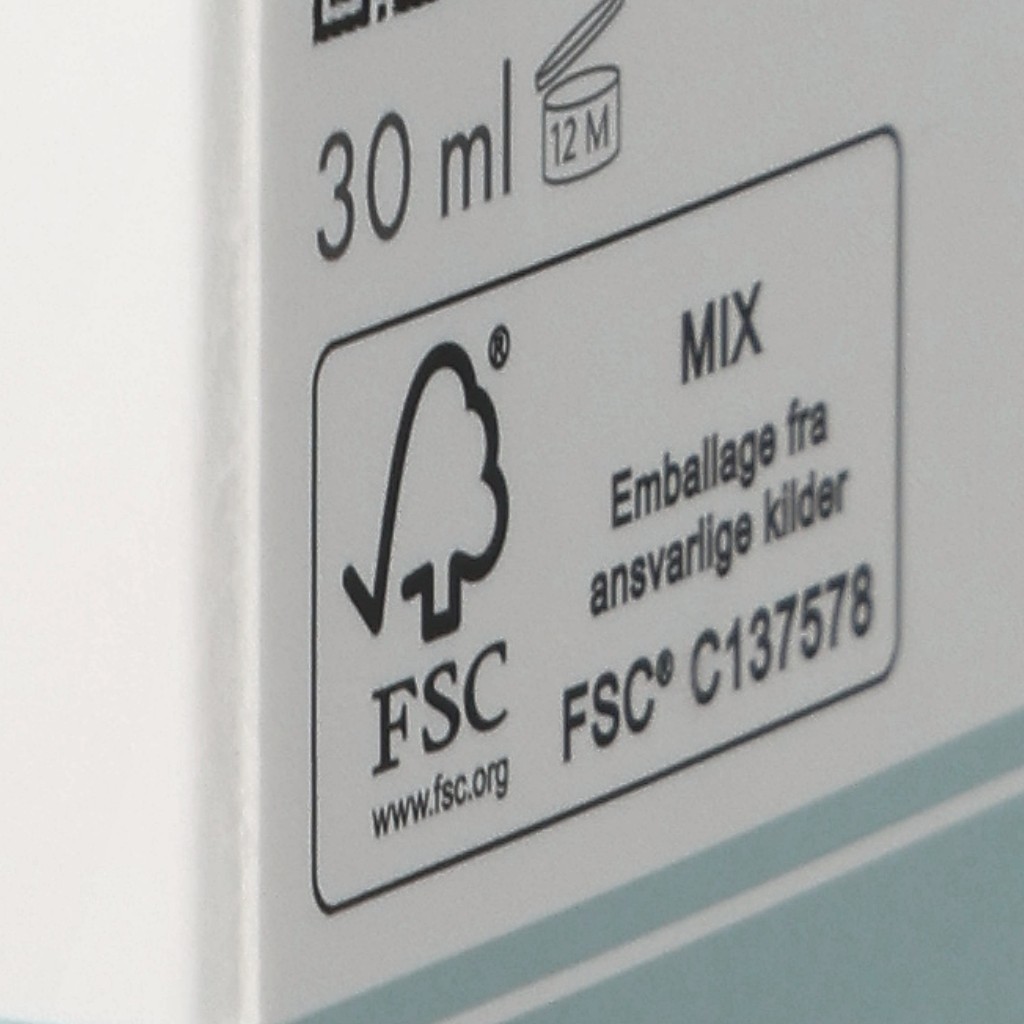 30 ml
12 M
®
MIX
Emballage fra
ansvarlige kilder
FSC® C137578
FSC
www.fsc.org